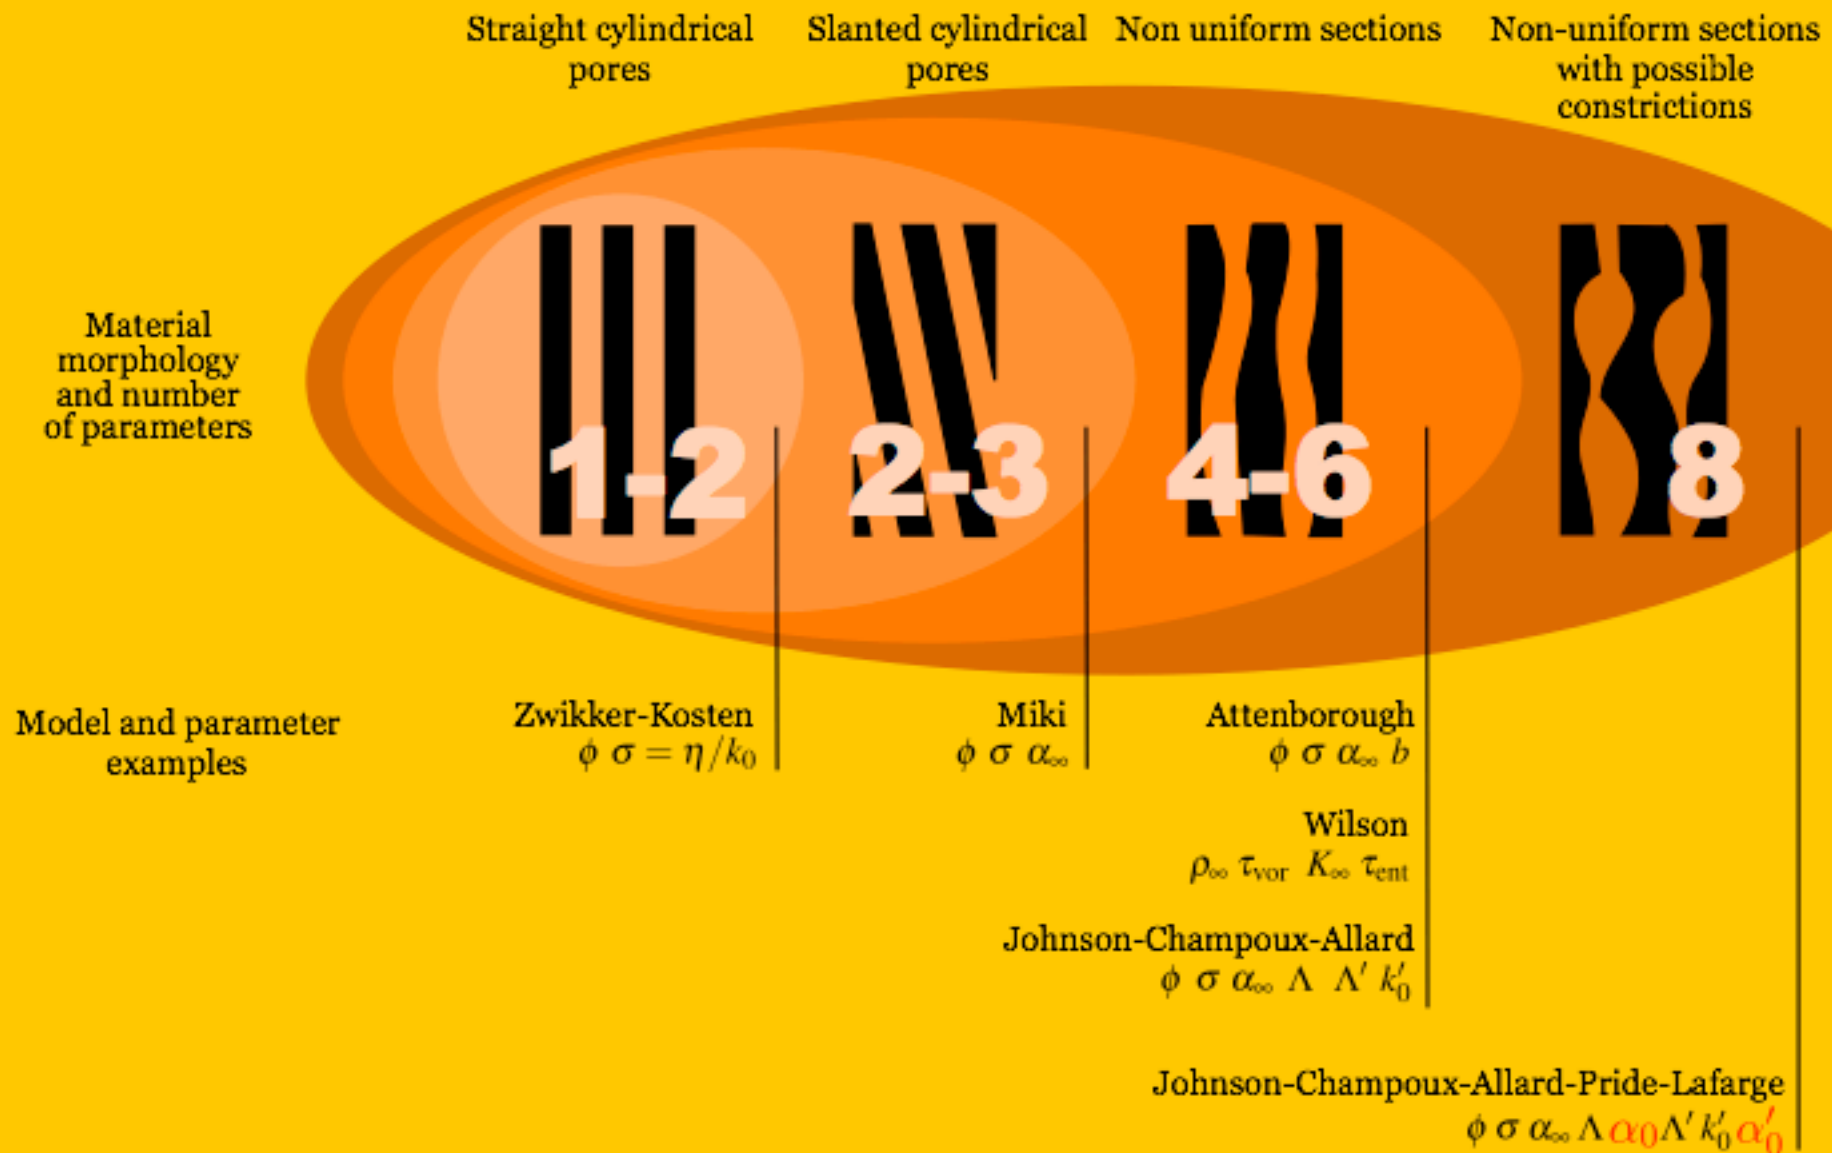 Straight cylindrical
pores
Slanted cylindrical
pores
Non uniform sections
Non-uniform sections
with possible
constrictions
Material
morphology
and number
of parameters
1-2
2-3
4-6
8
Model and parameter
examples
Zwikker-Kosten
ϕ σ = η/k₀
Miki
ϕ σ α∞
Attenborough
ϕ σ α∞ b
Wilson
ρ∞ τvor K∞ τent
Johnson-Champoux-Allard
ϕ σ α∞ Λ Λ′ k′₀
Johnson-Champoux-Allard-Pride-Lafarge
ϕ σ α∞ Λ α₀ Λ′ k′₀ α′₀